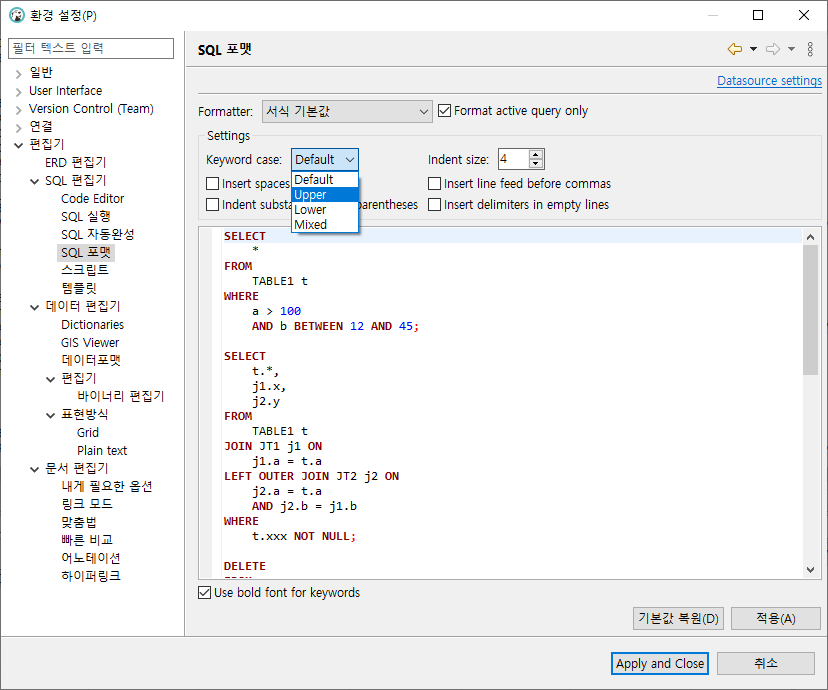 환경 설정(P)
필터 텍스트 입력
일반
User Interface
Version Control (Team)
연결
편집기
ERD 편집기
SQL 편집기
Code Editor
SQL 실행
SQL 자동완성
SQL 포맷
스크립트
템플릿
데이터 편집기
Dictionaries
GIS Viewer
데이터포맷
편집기
바이너리 편집기
표현방식
Grid
Plain text
문서 편집기
내게 필요한 옵션
링크 모드
맞춤법
빠른 비교
어노테이션
하이퍼링크
SQL 포맷
Datasource settings
Formatter: 서식 기본값 Format active query only
Settings
Keyword case: Default Indent size: 4
Default
Upper
Lower
Mixed
Insert spaces Insert line feed before commas
Indent substa arentheses Insert delimiters in empty lines
SELECT
*
FROM
TABLE1 t
WHERE
a > 100
AND b BETWEEN 12 AND 45;
SELECT
t.*,
j1.x,
j2.y
FROM
TABLE1 t
JOIN JT1 j1 ON
j1.a = t.a
LEFT OUTER JOIN JT2 j2 ON
j2.a = t.a
AND j2.b = j1.b
WHERE
t.xxx NOT NULL;
DELETE
Use bold font for keywords
기본값 복원(D) 적용(A)
Apply and Close 취소